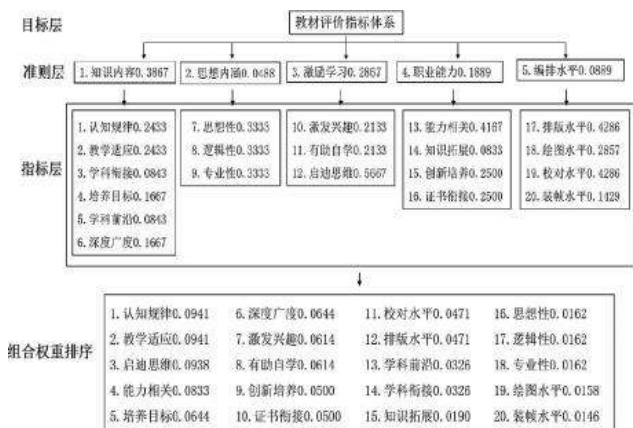 目标层 教材评价指标体系
准则层 1.知识内容0.3867 2.思想内涵0.0488 3.激励学习0.2867 4.职业能力0.1889 5.编排水平0.0889
指标层
1.认知规律0.2433
2.教学适应0.2433
3.学科衔接0.0843
4.培养目标0.1667
5.学科前沿0.0843
6.深度广度0.1667
7.思想性0.3333
8.逻辑性0.3333
9.专业性0.3333
10.激发兴趣0.2133
11.有助自学0.2133
12.启迪思维0.5667
13.能力相关0.4167
14.知识拓展0.0833
15.创新培养0.2500
16.证书衔接0.2500
17.排版水平0.4286
18.绘图水平0.2857
19.校对水平0.4286
20.装帧水平0.1429
组合权重排序
1.认知规律0.0941 6.深度广度0.0644 11.校对水平0.0471 16.思想性0.0162
2.教学适应0.0941 7.激发兴趣0.0614 12.排版水平0.0471 17.逻辑性0.0162
3.启迪思维0.0938 8.有助自学0.0614 13.学科前沿0.0326 18.专业性0.0162
4.能力相关0.0833 9.创新培养0.0500 14.学科衔接0.0326 19.绘图水平0.0158
5.培养目标0.0644 10.证书衔接0.0500 15.知识拓展0.0190 20.装帧水平0.0146